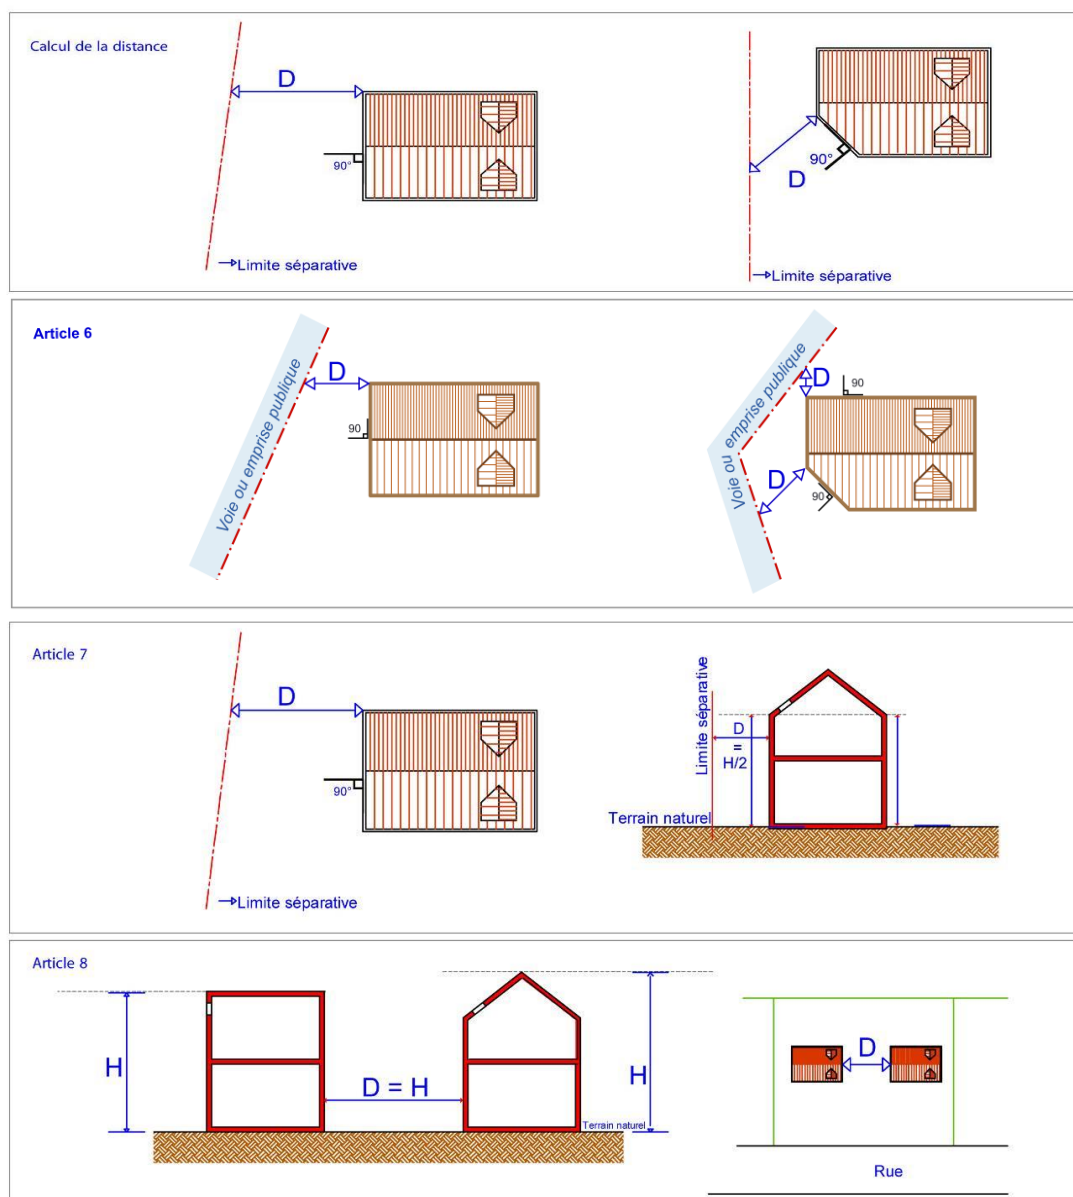 Calcul de la distance
D
90°
Limite séparative
90°
D
Limite séparative
Article 6
D
90
Voie ou emprise publique
D
90
Voie ou emprise publique
D
90
Article 7
D
90°
Limite séparative
Limite séparative
D
=
H/2
Terrain naturel
Article 8
H
D = H
H
Terrain naturel
D
Rue